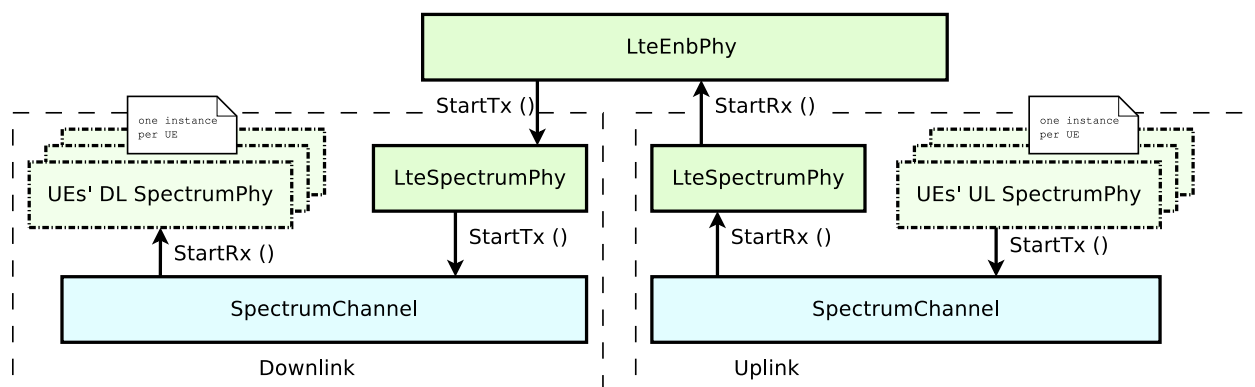 LteEnbPhy
StartTx ()
StartRx ()
one instance
per UE
one instance
per UE
UEs' DL SpectrumPhy
LteSpectrumPhy
LteSpectrumPhy
UEs' UL SpectrumPhy
StartRx ()
StartTx ()
StartRx ()
StartTx ()
SpectrumChannel
SpectrumChannel
Downlink
Uplink